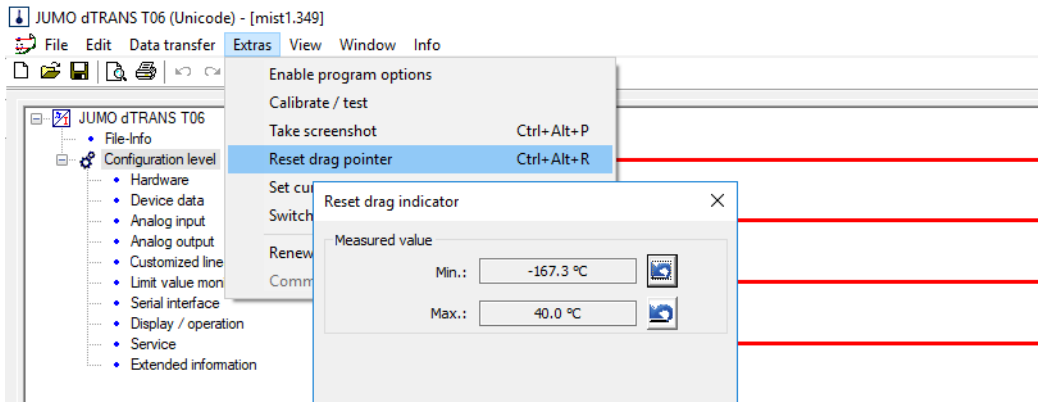 JUMO dTRANS T06 (Unicode) - [mist1.349]
File Edit Data transfer Extras View Window Info
Enable program options
Calibrate / test
Take screenshot Ctrl+Alt+P
Reset drag pointer Ctrl+Alt+R
Set cu
Switch
Renew
Comm
JUMO dTRANS T06
File-Info
Configuration level
Hardware
Device data
Analog input
Analog output
Customized line
Limit value mon
Serial interface
Display / operation
Service
Extended information
Reset drag indicator
Measured value
Min.: -167.3 °C
Max.: 40.0 °C